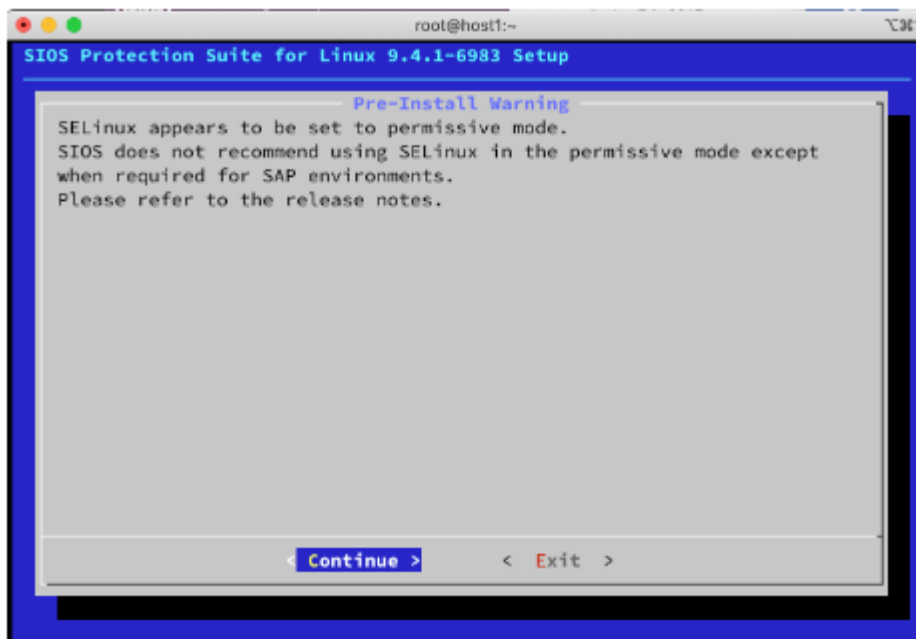 root@host1:~
SIOS Protection Suite for Linux 9.4.1-6983 Setup
Pre-Install Warning
SELinux appears to be set to permissive mode.
SIOS does not recommend using SELinux in the permissive mode except
when required for SAP environments.
Please refer to the release notes.
< Continue > < Exit >